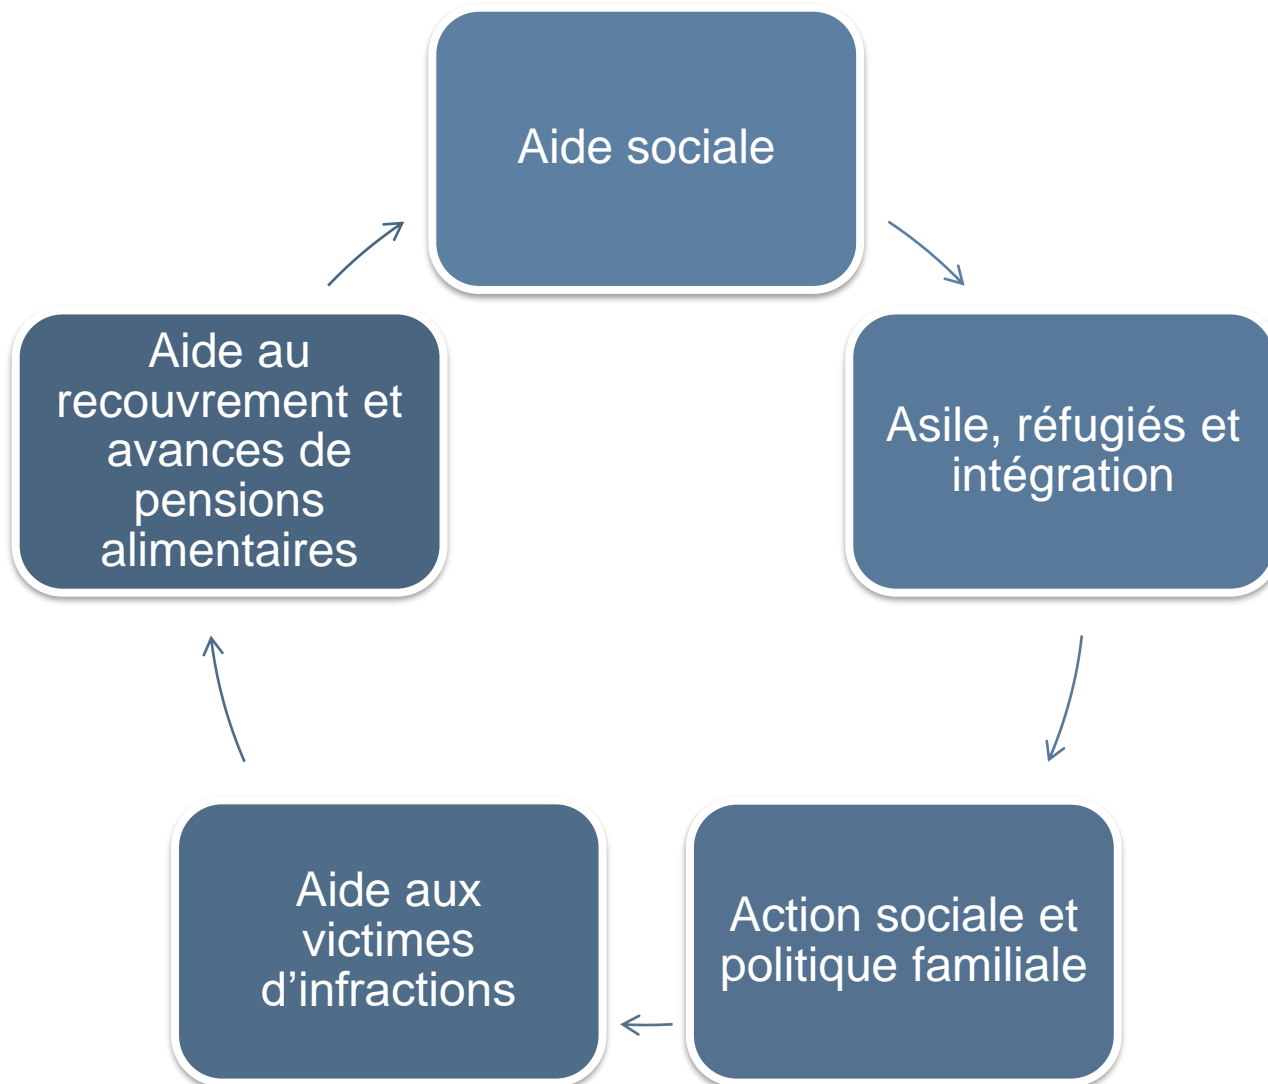 Aide sociale
Asile, réfugiés et
intégration
Action sociale et
politique familiale
Aide aux
victimes
d’infractions
Aide au
recouvrement et
avances de
pensions
alimentaires